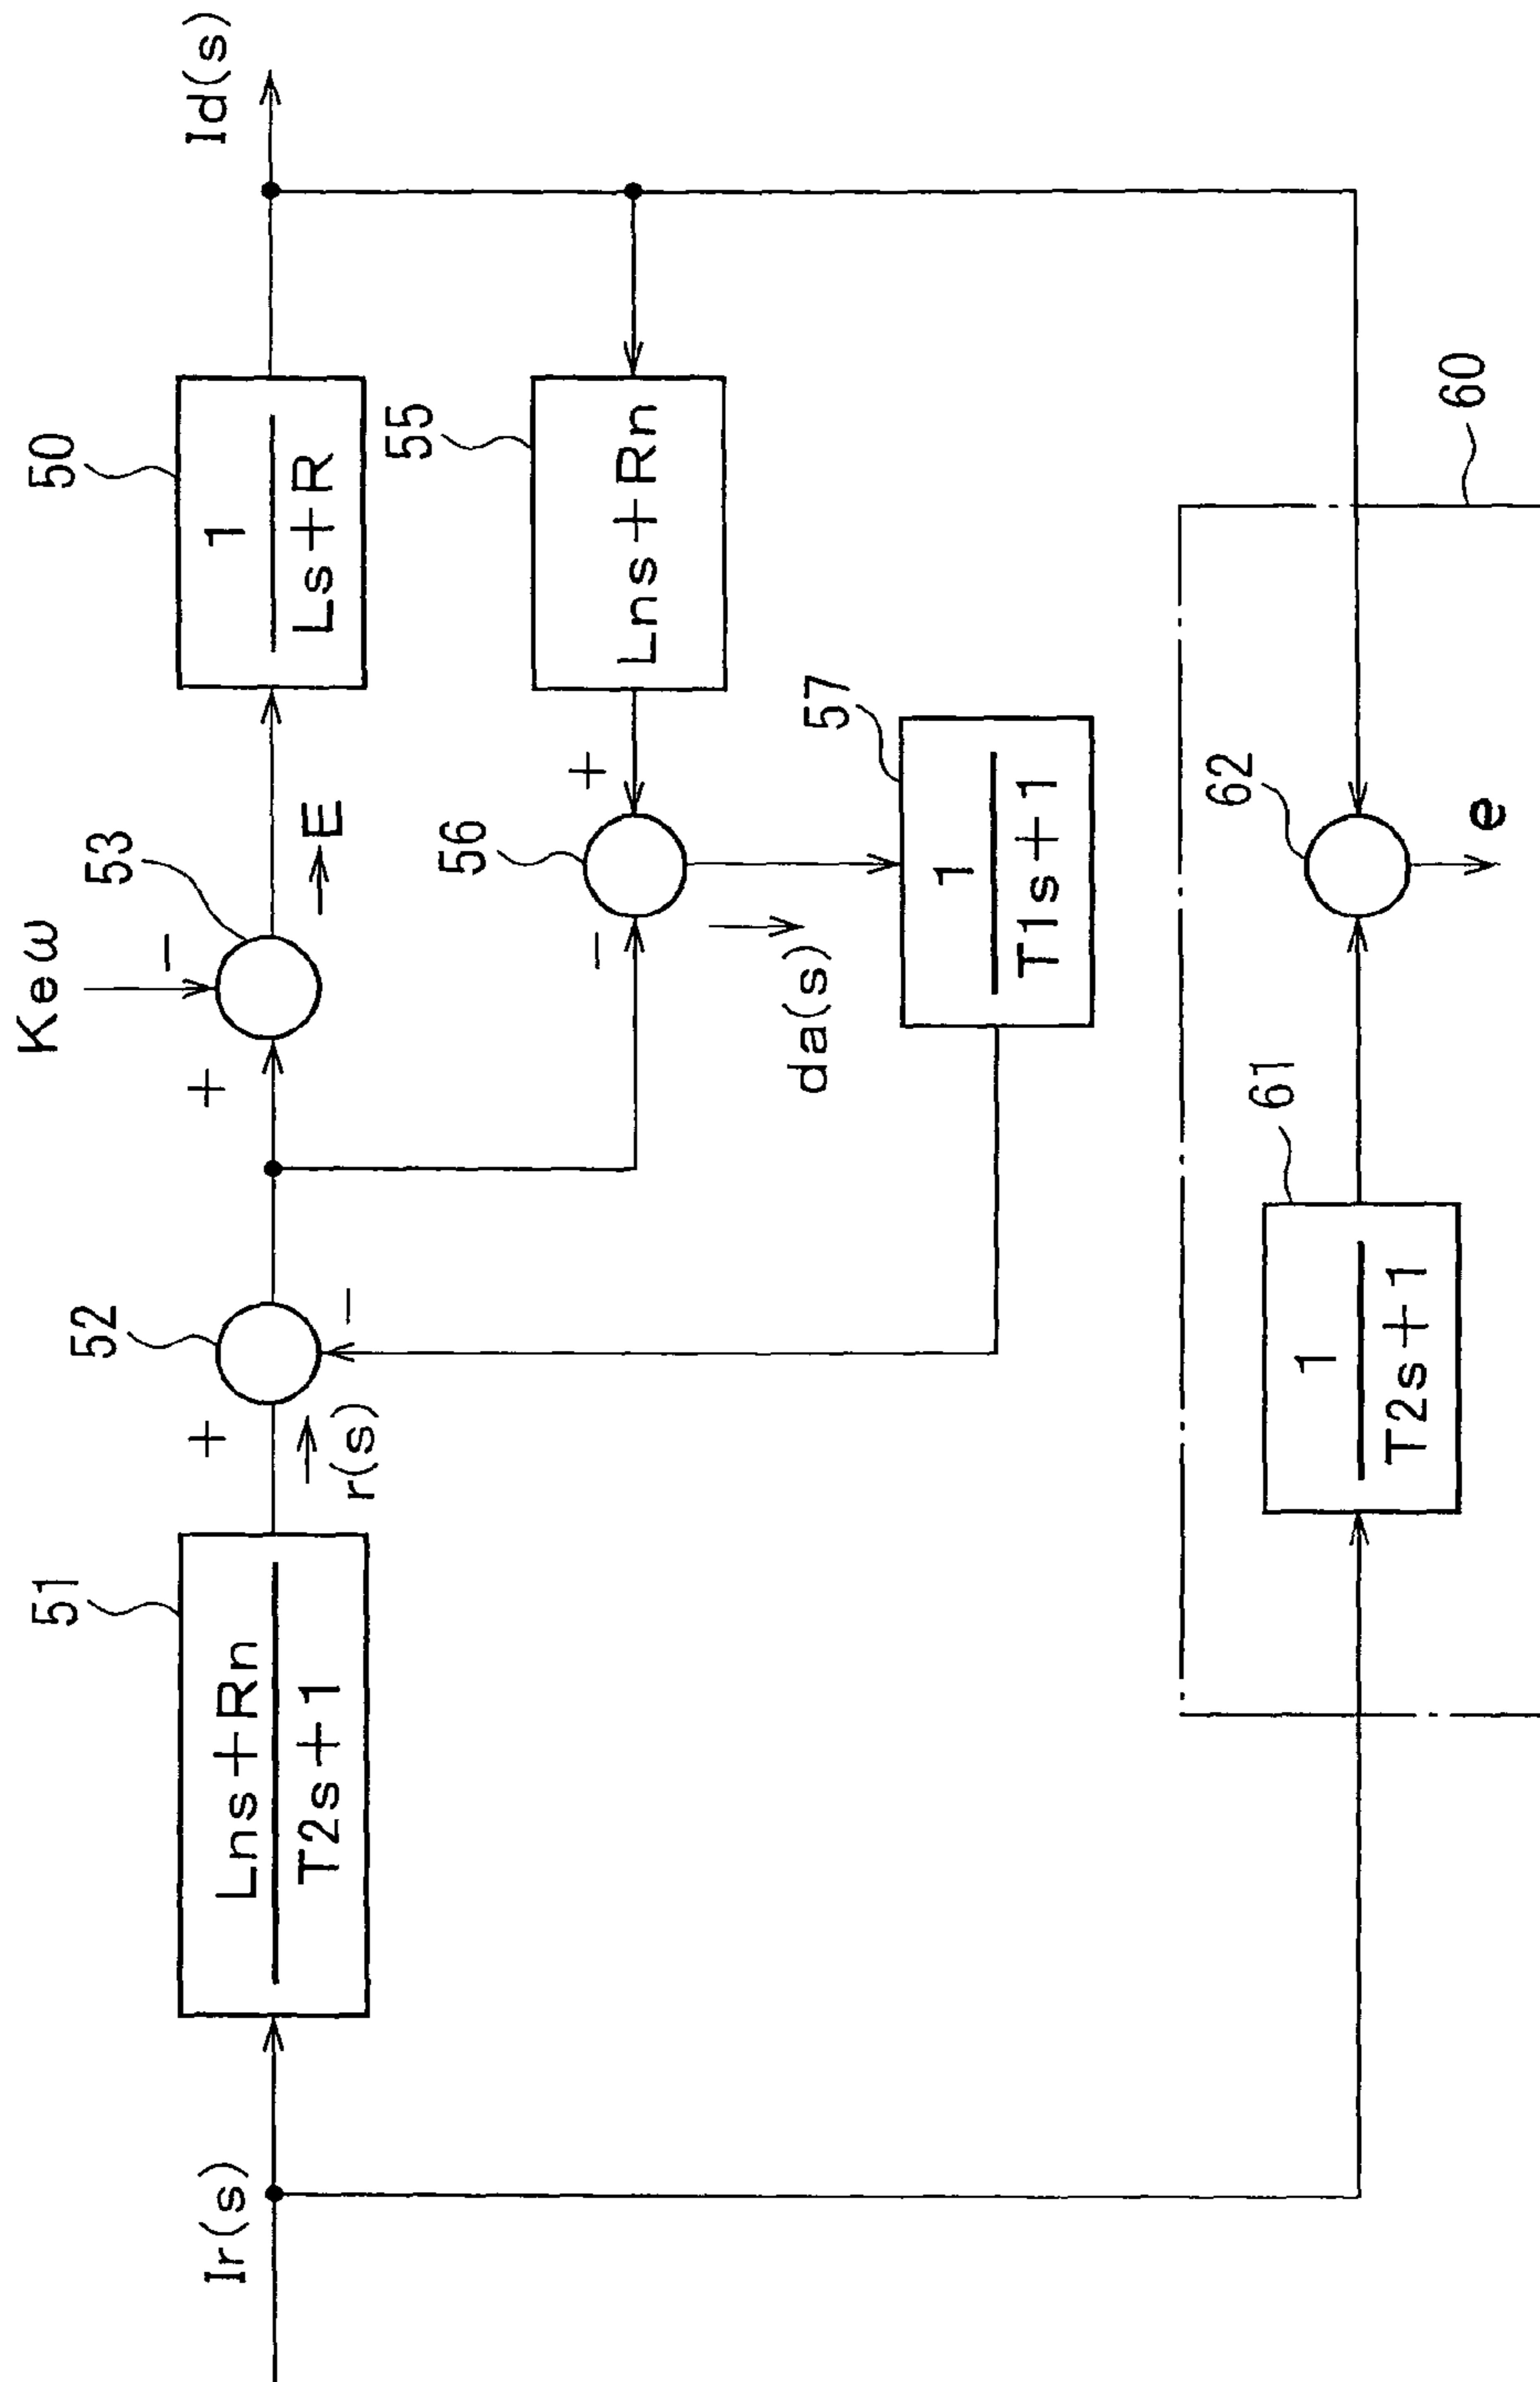 Ir(s)
51
Lns+Rn
T2s+1
+
r(s)
52
-
+
Keω
-
53
E
50
1
Ls+R
Id(s)
55
Lns+Rn
+
56
-
da(s)
57
1
T1s+1
60
61
1
T2s+1
62
e